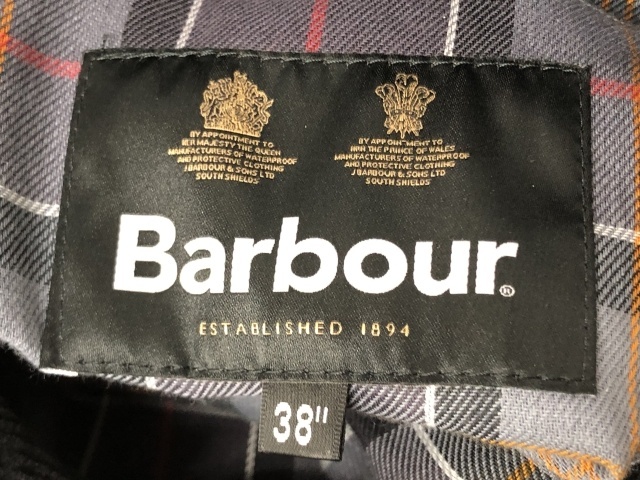 BY APPOINTMENT TO
HER MAJESTY THE QUEEN
MANUFACTURERS OF WATERPROOF
AND PROTECTIVE CLOTHING
J BARBOUR & SONS LTD
SOUTH SHIELDS
BY APPOINTMENT TO
HRH THE PRINCE OF WALES
MANUFACTURERS OF WATERPROOF
AND PROTECTIVE CLOTHING
J BARBOUR & SONS LTD
SOUTH SHIELDS
Barbour®
ESTABLISHED 1894
38"